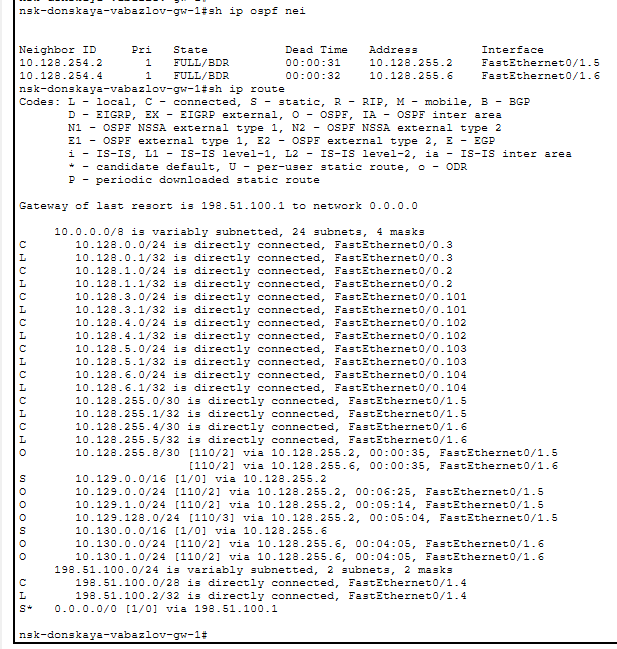 nsk-donskaya-vabazlov-gw-1#sh ip ospf nei
Neighbor ID     Pri   State           Dead Time   Address         Interface
10.128.254.2      1   FULL/BDR        00:00:31    10.128.255.2    FastEthernet0/1.5
10.128.254.4      1   FULL/BDR        00:00:32    10.128.255.6    FastEthernet0/1.6
nsk-donskaya-vabazlov-gw-1#sh ip route
Codes: L - local, C - connected, S - static, R - RIP, M - mobile, B - BGP
       D - EIGRP, EX - EIGRP external, O - OSPF, IA - OSPF inter area
       N1 - OSPF NSSA external type 1, N2 - OSPF NSSA external type 2
       E1 - OSPF external type 1, E2 - OSPF external type 2, E - EGP
       i - IS-IS, L1 - IS-IS level-1, L2 - IS-IS level-2, ia - IS-IS inter area
       * - candidate default, U - per-user static route, o - ODR
       P - periodic downloaded static route
Gateway of last resort is 198.51.100.1 to network 0.0.0.0
     10.0.0.0/8 is variably subnetted, 24 subnets, 4 masks
C       10.128.0.0/24 is directly connected, FastEthernet0/0.3
L       10.128.0.1/32 is directly connected, FastEthernet0/0.3
C       10.128.1.0/24 is directly connected, FastEthernet0/0.2
L       10.128.1.1/32 is directly connected, FastEthernet0/0.2
C       10.128.3.0/24 is directly connected, FastEthernet0/0.101
L       10.128.3.1/32 is directly connected, FastEthernet0/0.101
C       10.128.4.0/24 is directly connected, FastEthernet0/0.102
L       10.128.4.1/32 is directly connected, FastEthernet0/0.102
C       10.128.5.0/24 is directly connected, FastEthernet0/0.103
L       10.128.5.1/32 is directly connected, FastEthernet0/0.103
C       10.128.6.0/24 is directly connected, FastEthernet0/0.104
L       10.128.6.1/32 is directly connected, FastEthernet0/0.104
C       10.128.255.0/30 is directly connected, FastEthernet0/1.5
L       10.128.255.1/32 is directly connected, FastEthernet0/1.5
C       10.128.255.4/30 is directly connected, FastEthernet0/1.6
L       10.128.255.5/32 is directly connected, FastEthernet0/1.6
O       10.128.255.8/30 [110/2] via 10.128.255.2, 00:00:35, FastEthernet0/1.5
                        [110/2] via 10.128.255.6, 00:00:35, FastEthernet0/1.6
S       10.129.0.0/16 [1/0] via 10.128.255.2
O       10.129.0.0/24 [110/2] via 10.128.255.2, 00:06:25, FastEthernet0/1.5
O       10.129.1.0/24 [110/2] via 10.128.255.2, 00:05:14, FastEthernet0/1.5
O       10.129.128.0/24 [110/3] via 10.128.255.2, 00:05:04, FastEthernet0/1.5
S       10.130.0.0/16 [1/0] via 10.128.255.6
O       10.130.0.0/24 [110/2] via 10.128.255.6, 00:04:05, FastEthernet0/1.6
O       10.130.1.0/24 [110/2] via 10.128.255.6, 00:04:05, FastEthernet0/1.6
     198.51.100.0/24 is variably subnetted, 2 subnets, 2 masks
C       198.51.100.0/28 is directly connected, FastEthernet0/1.4
L       198.51.100.2/32 is directly connected, FastEthernet0/1.4
S*   0.0.0.0/0 [1/0] via 198.51.100.1
nsk-donskaya-vabazlov-gw-1#